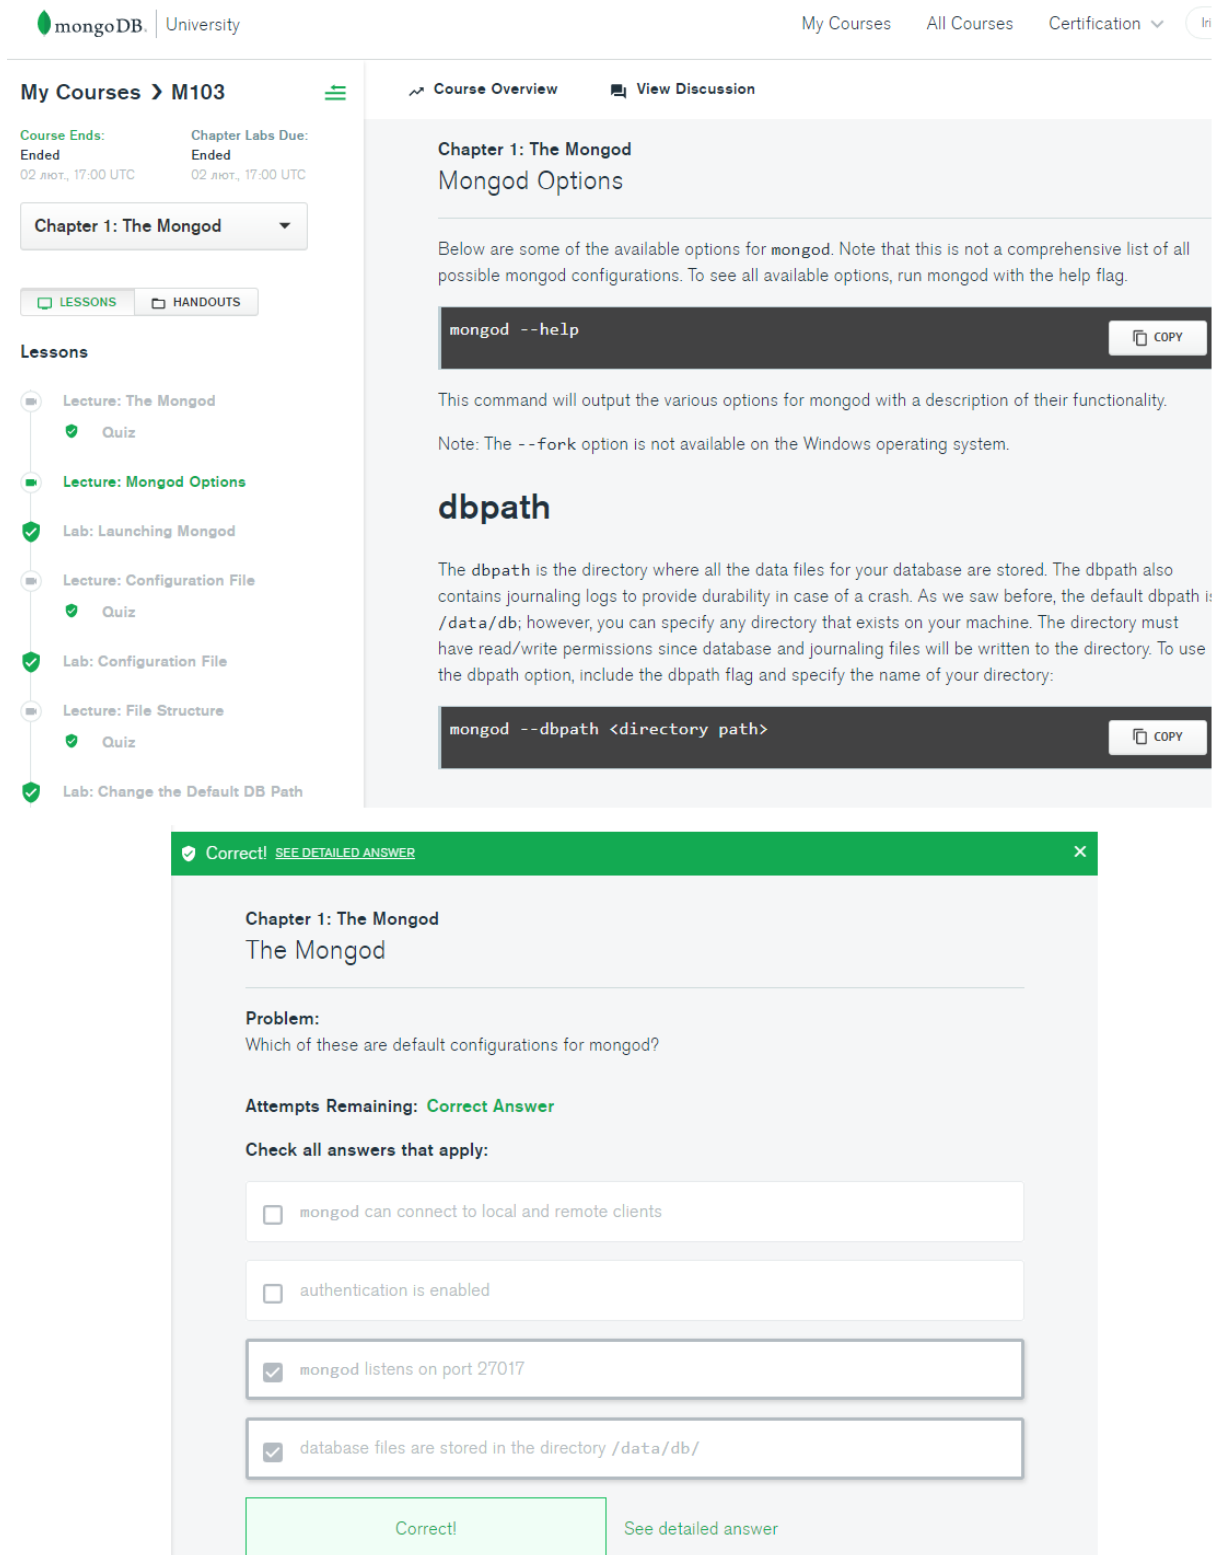 mongoDB. University
My Courses All Courses Certification Iri
My Courses ❯ M103
Course Overview View Discussion
Course Ends: Chapter Labs Due:
Ended Ended
02 лют., 17:00 UTC 02 лют., 17:00 UTC
Chapter 1: The Mongod
LESSONS HANDOUTS
Lessons
Lecture: The Mongod
Quiz
Lecture: Mongod Options
Lab: Launching Mongod
Lecture: Configuration File
Quiz
Lab: Configuration File
Lecture: File Structure
Quiz
Lab: Change the Default DB Path
Chapter 1: The Mongod
Mongod Options
Below are some of the available options for mongod. Note that this is not a comprehensive list of all
possible mongod configurations. To see all available options, run mongod with the help flag.
mongod --help
COPY
This command will output the various options for mongod with a description of their functionality.
Note: The --fork option is not available on the Windows operating system.
dbpath
The dbpath is the directory where all the data files for your database are stored. The dbpath also
contains journaling logs to provide durability in case of a crash. As we saw before, the default dbpath is
/data/db; however, you can specify any directory that exists on your machine. The directory must
have read/write permissions since database and journaling files will be written to the directory. To use
the dbpath option, include the dbpath flag and specify the name of your directory:
mongod --dbpath <directory path>
COPY
Correct! SEE DETAILED ANSWER
Chapter 1: The Mongod
The Mongod
Problem:
Which of these are default configurations for mongod?
Attempts Remaining: Correct Answer
Check all answers that apply:
mongod can connect to local and remote clients
authentication is enabled
mongod listens on port 27017
database files are stored in the directory /data/db/
Correct! See detailed answer